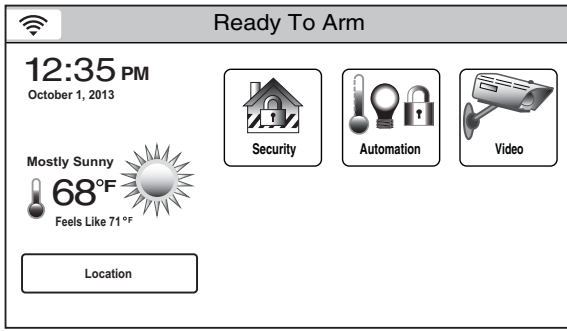 Ready To Arm
12:35 PM
October 1, 2013
Security
Automation
Video
Mostly Sunny
68°F
Feels Like 71°F
Location